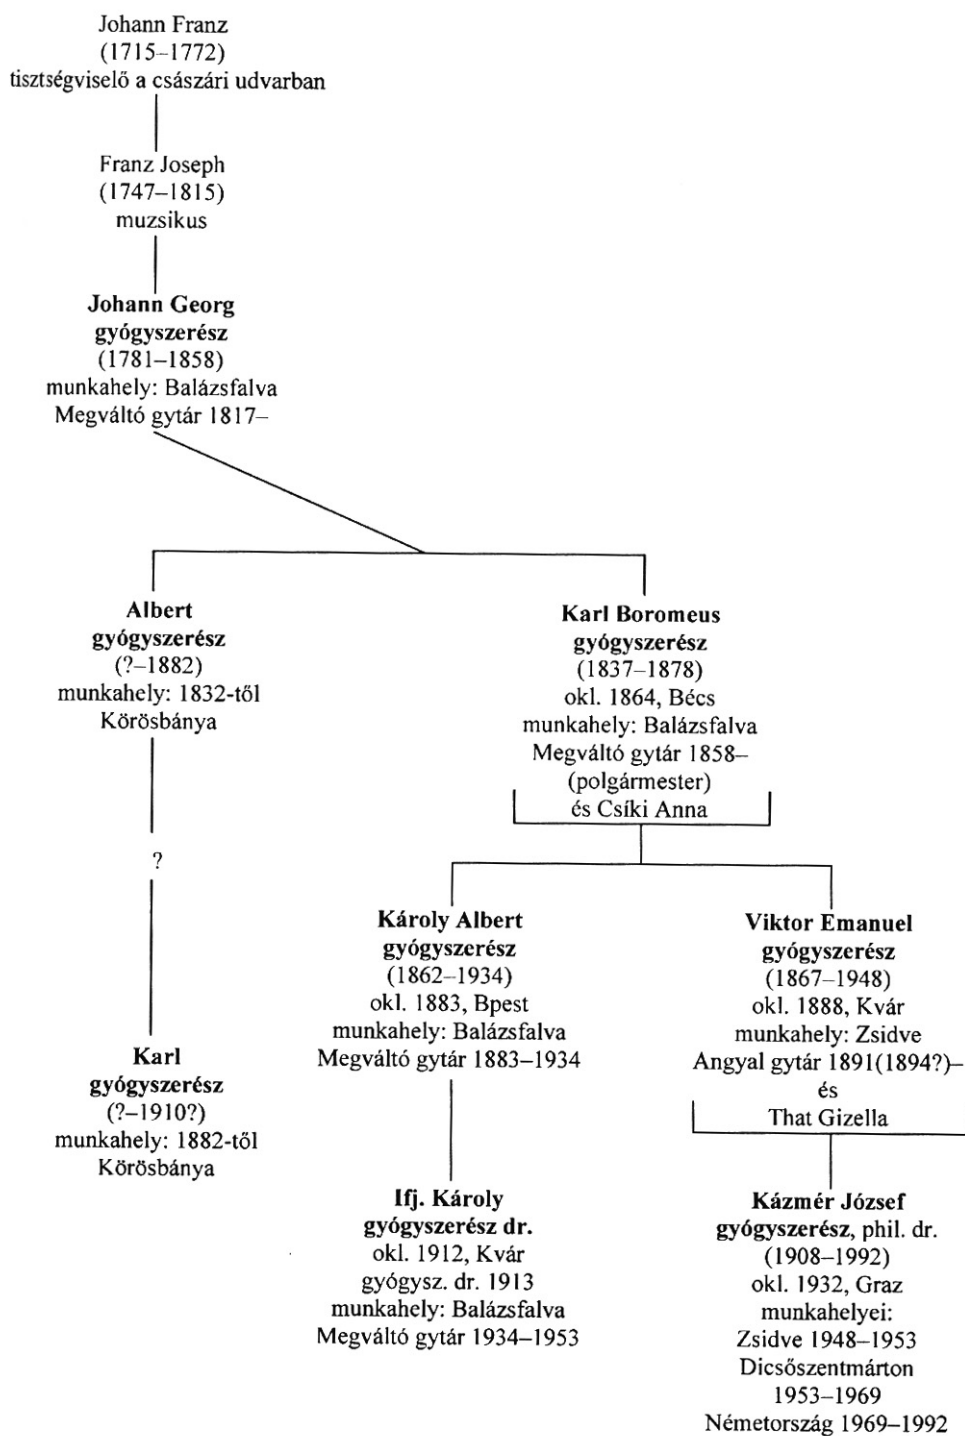 Johann Franz
(1715–1772)
tisztségviselő a császári udvarban
Franz Joseph
(1747–1815)
muzsikus
Johann Georg
gyógyszerész
(1781–1858)
munkahely: Balázsfalva
Megváltó gytár 1817–
Albert
gyógyszerész
(?–1882)
munkahely: 1832-től
Körösbánya
Karl Boromeus
gyógyszerész
(1837–1878)
okl. 1864, Bécs
munkahely: Balázsfalva
Megváltó gytár 1858–
(polgármester)
és Csíki Anna
?
Karl
gyógyszerész
(?–1910?)
munkahely: 1882-től
Körösbánya
Károly Albert
gyógyszerész
(1862–1934)
okl. 1883, Bpest
munkahely: Balázsfalva
Megváltó gytár 1883–1934
Viktor Emanuel
gyógyszerész
(1867–1948)
okl. 1888, Kvár
munkahely: Zsidve
Angyal gytár 1891(1894?)–
és
That Gizella
Ifj. Károly
gyógyszerész dr.
okl. 1912, Kvár
gyógysz. dr. 1913
munkahely: Balázsfalva
Megváltó gytár 1934–1953
Kázmér József
gyógyszerész, phil. dr.
(1908–1992)
okl. 1932, Graz
munkahelyei:
Zsidve 1948–1953
Dicsőszentmárton
1953–1969
Németország 1969–1992